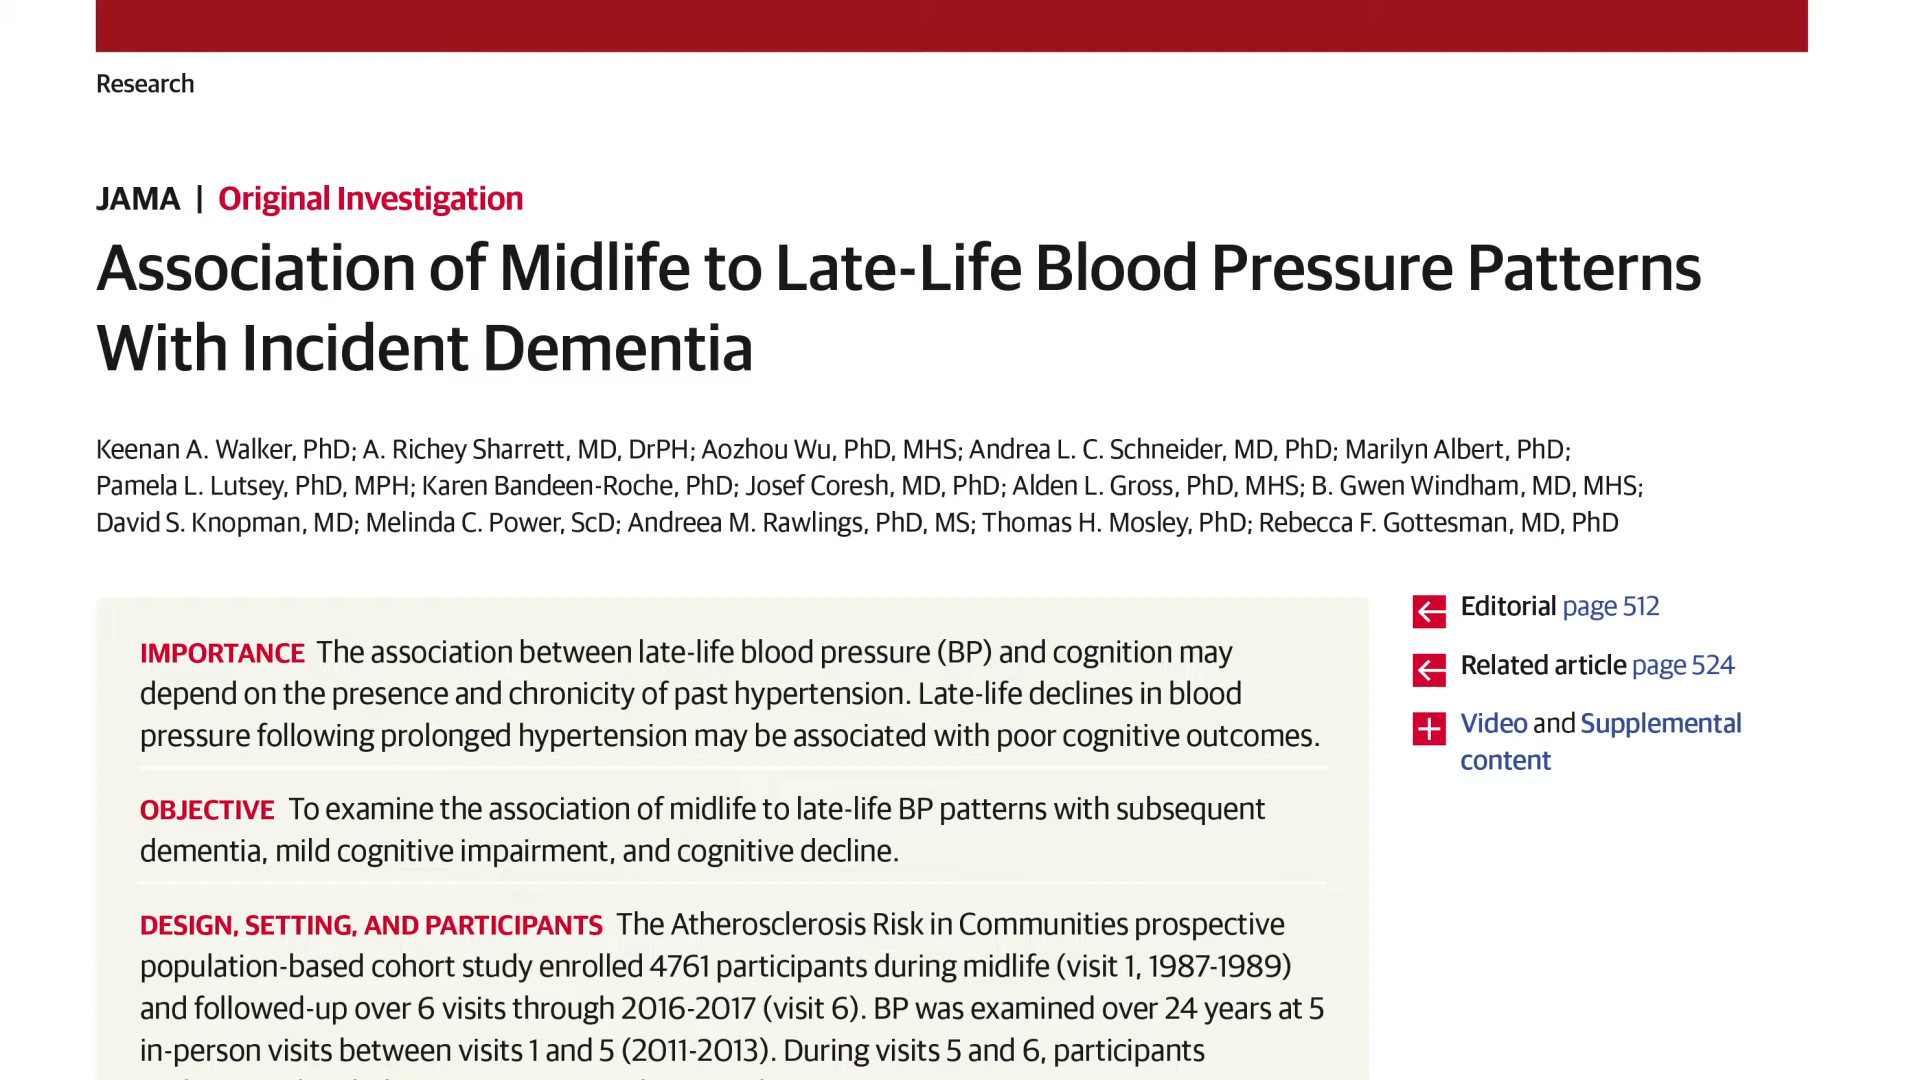 Research
JAMA | Original Investigation
Association of Midlife to Late-Life Blood Pressure Patterns
With Incident Dementia
Keenan A. Walker, PhD; A. Richey Sharrett, MD, DrPH; Aozhou Wu, PhD, MHS; Andrea L. C. Schneider, MD, PhD; Marilyn Albert, PhD;
Pamela L. Lutsey, PhD, MPH; Karen Bandeen-Roche, PhD; Josef Coresh, MD, PhD; Alden L. Gross, PhD, MHS; B. Gwen Windham, MD, MHS;
David S. Knopman, MD; Melinda C. Power, ScD; Andreea M. Rawlings, PhD, MS; Thomas H. Mosley, PhD; Rebecca F. Gottesman, MD, PhD
IMPORTANCE The association between late-life blood pressure (BP) and cognition may
depend on the presence and chronicity of past hypertension. Late-life declines in blood
pressure following prolonged hypertension may be associated with poor cognitive outcomes.
OBJECTIVE To examine the association of midlife to late-life BP patterns with subsequent
dementia, mild cognitive impairment, and cognitive decline.
DESIGN, SETTING, AND PARTICIPANTS The Atherosclerosis Risk in Communities prospective
population-based cohort study enrolled 4761 participants during midlife (visit 1, 1987-1989)
and followed-up over 6 visits through 2016-2017 (visit 6). BP was examined over 24 years at 5
in-person visits between visits 1 and 5 (2011-2013). During visits 5 and 6, participants
Editorial page 512
Related article page 524
Video and Supplemental
content